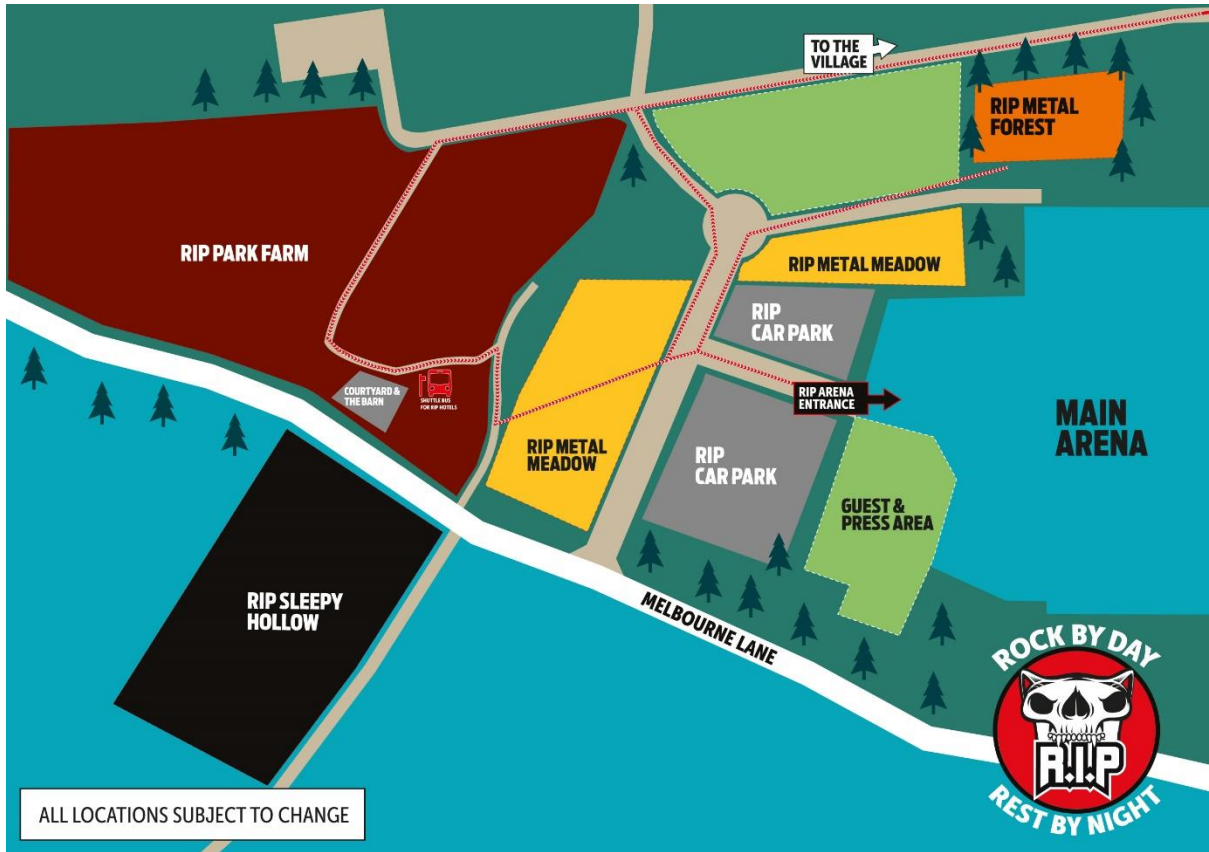 TO THE
VILLAGE
RIP METAL
FOREST
RIP PARK FARM
RIP METAL MEADOW
RIP
CAR PARK
COURTYARD &
THE BARN
SHUTTLE BUS
FOR RIP HOTELS
RIP ARENA
ENTRANCE
MAIN
ARENA
RIP METAL
MEADOW
RIP
CAR PARK
GUEST &
PRESS AREA
RIP SLEEPY
HOLLOW
MELBOURNE LANE
ROCK BY DAY
R.I.P
REST BY NIGHT
ALL LOCATIONS SUBJECT TO CHANGE